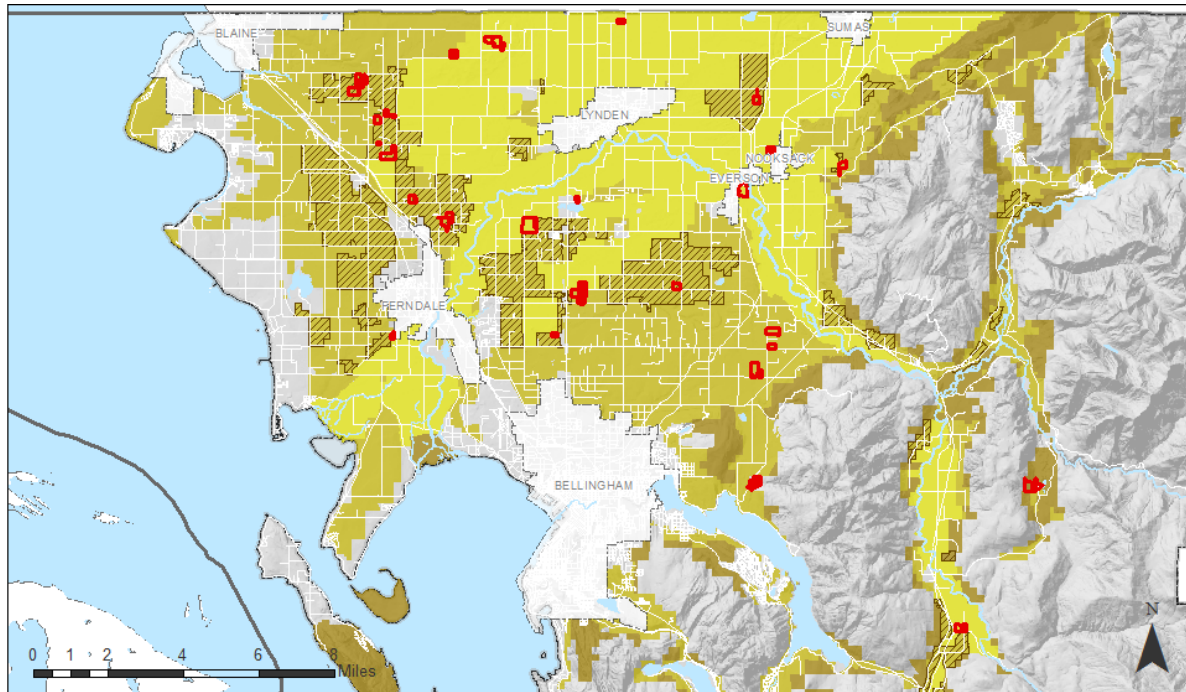 BLAINE
SUMAS
LYNDEN
NOOKSACK
EVERSON
FERNDALE
BELLINGHAM
N
0 1 2 4 6 8
Miles